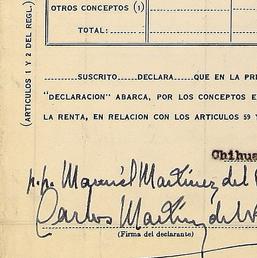 OTROS CONCEPTOS (1)
TOTAL:
(ARTICULOS 1 Y 2 DEL REGL.)
SUSCRITO DECLARA QUE EN LA PRE
"DECLARACION" ABARCA, POR LOS CONCEPTOS E
LA RENTA, EN RELACION CON LOS ARTICULOS 59 Y
Chihua
p.p. Manuel Martínez del
Carlos Martínez del
(Firma del declarante)